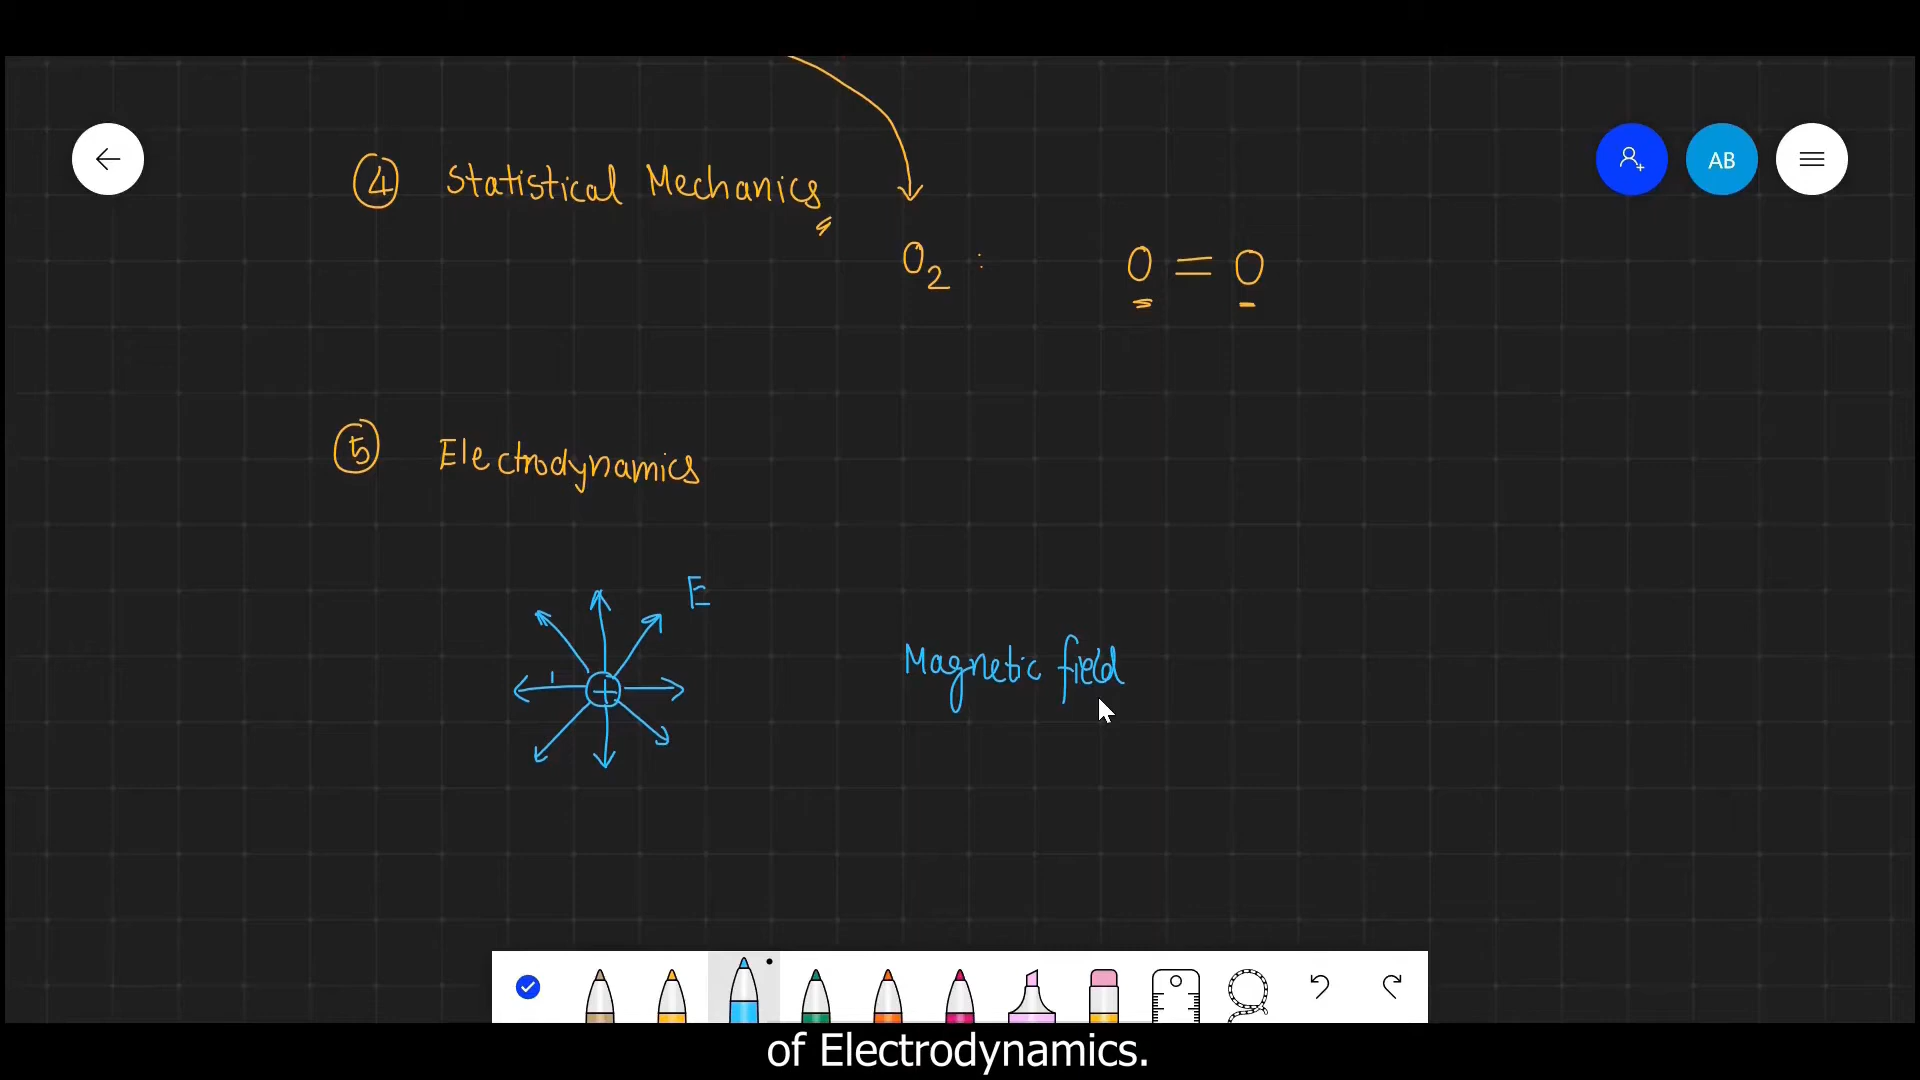 AB
④ Statistical Mechanics
O₂ : O = O
⑤ Electrodynamics
E
+
Magnetic field
of Electrodynamics.